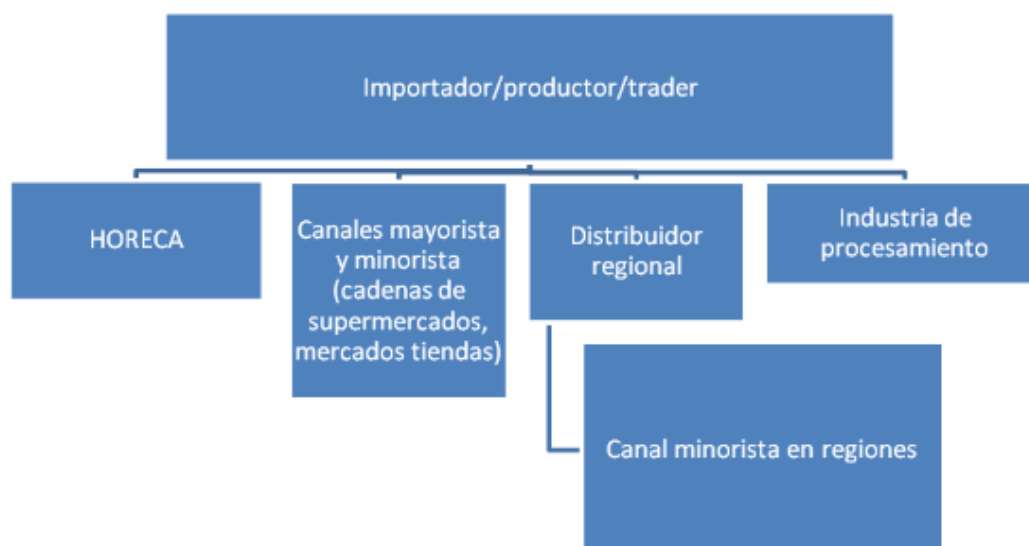 Importador/productor/trader
HORECA
Canales mayorista
y minorista
(cadenas de
supermercados,
mercados tiendas)
Distribuidor
regional
Industria de
procesamiento
Canal minorista en regiones